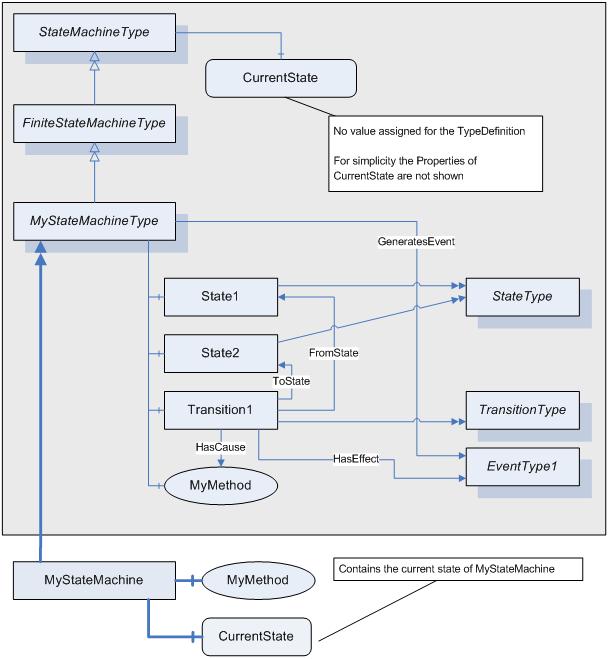 StateMachineType
CurrentState
No value assigned for the TypeDefinition
For simplicity the Properties of
CurrentState are not shown
FiniteStateMachineType
MyStateMachineType
GeneratesEvent
State1
StateType
State2
FromState
ToState
Transition1
TransitionType
HasCause
HasEffect
EventType1
MyMethod
MyStateMachine
MyMethod
Contains the current state of MyStateMachine
CurrentState